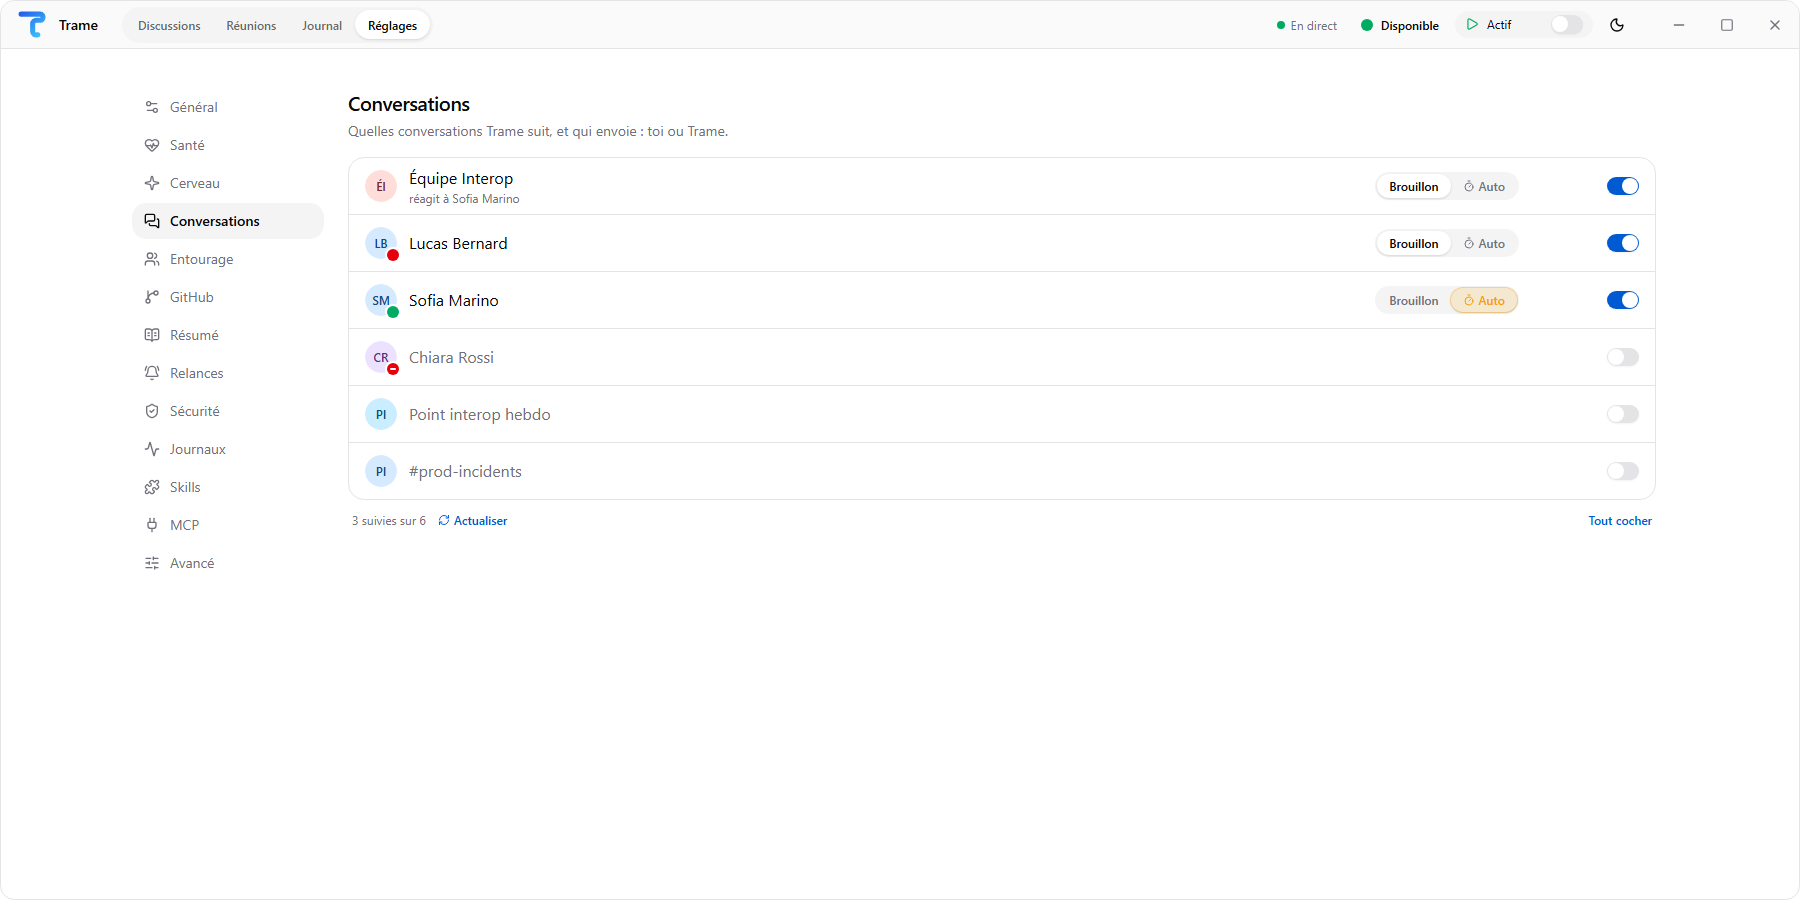 Trame
Discussions
Réunions
Journal
Réglages
En direct
Disponible
Actif
Général
Santé
Cerveau
Conversations
Entourage
GitHub
Résumé
Relances
Sécurité
Journaux
Skills
MCP
Avancé
Conversations
Quelles conversations Trame suit, et qui envoie : toi ou Trame.
ÉI
Équipe Interop
réagit à Sofia Marino
Brouillon
Auto
LB
Lucas Bernard
Brouillon
Auto
SM
Sofia Marino
Brouillon
Auto
CR
Chiara Rossi
PI
Point interop hebdo
PI
#prod-incidents
3 suivies sur 6
Actualiser
Tout cocher